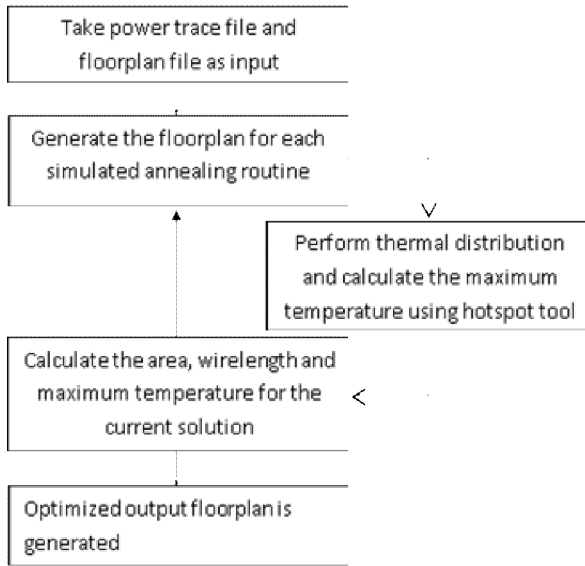 Take power trace file and
floorplan file as input
Generate the floorplan for each
simulated annealing routine
Perform thermal distribution
and calculate the maximum
temperature using hotspot tool
Calculate the area, wirelength and
maximum temperature for the
current solution
Optimized output floorplan is
generated